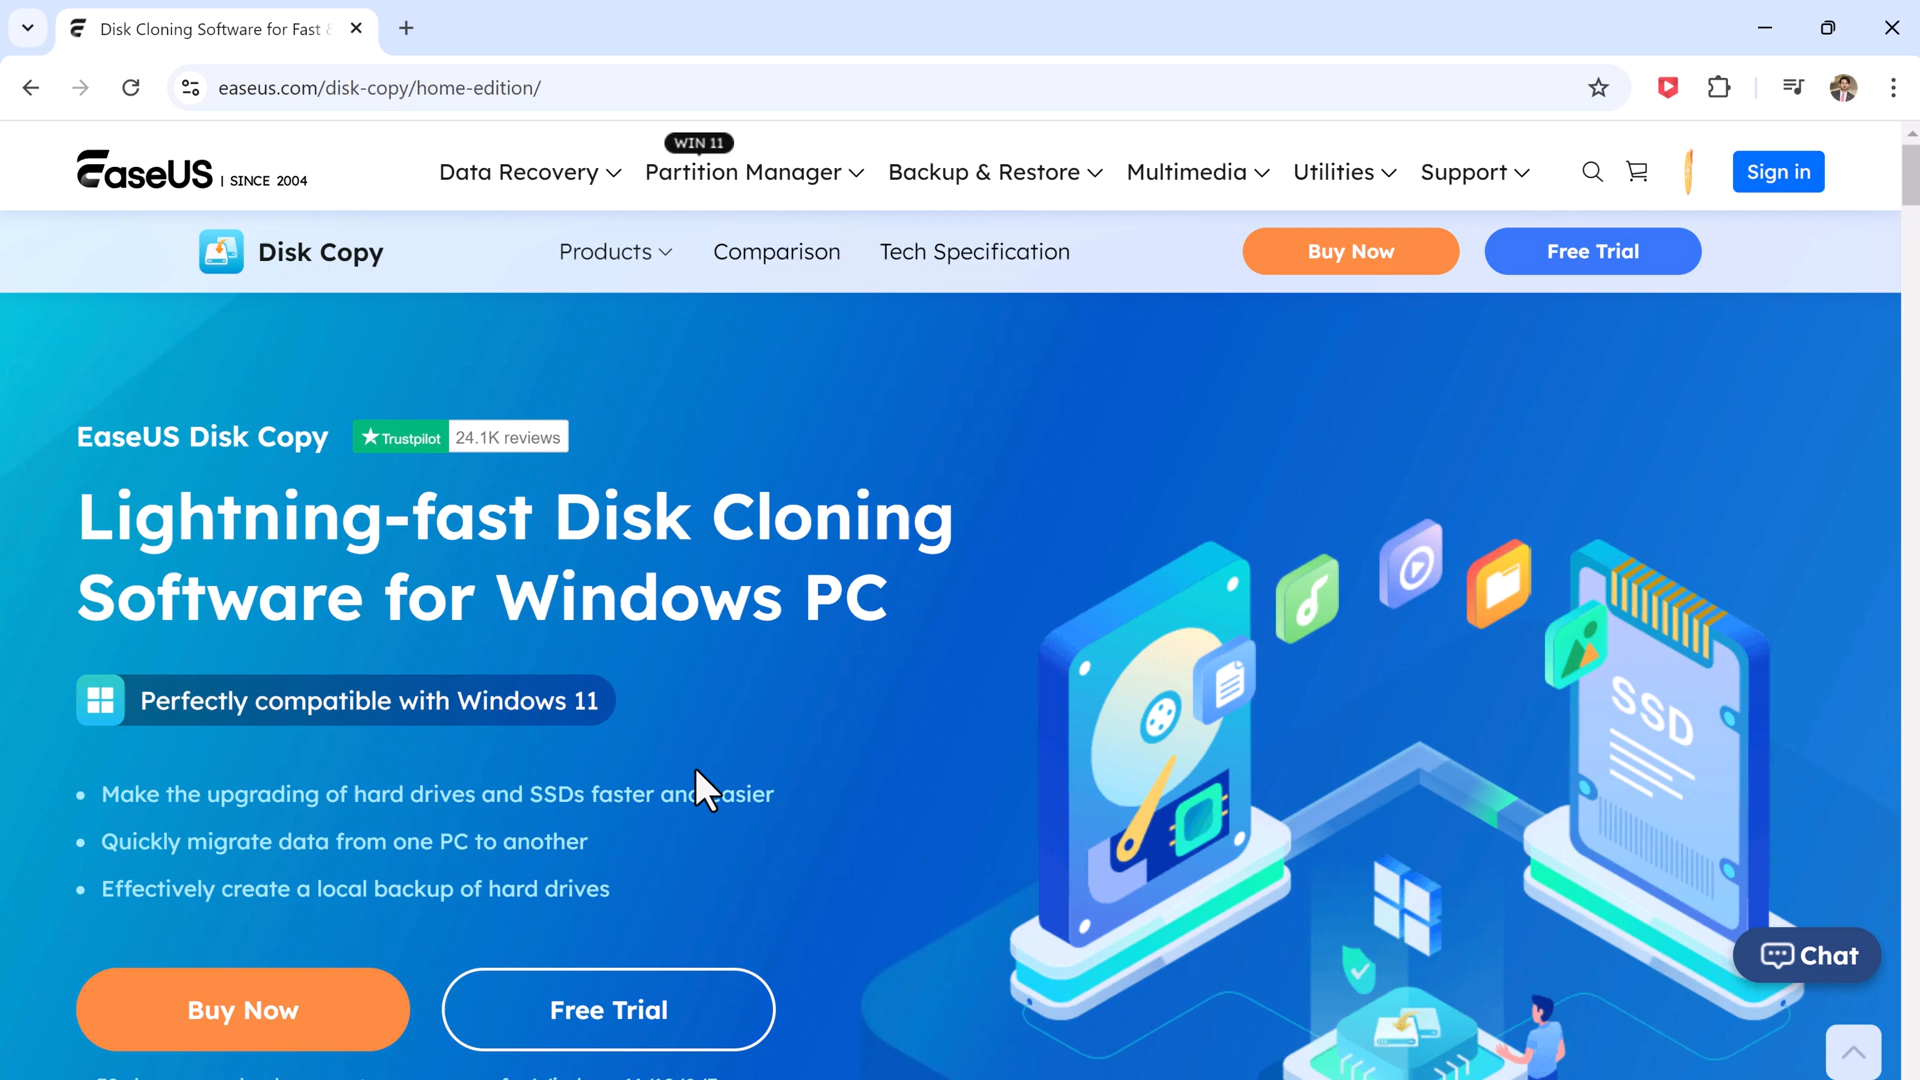 Disk Cloning Software for Fast &
easeus.com/disk-copy/home-edition/
WIN 11
EaseUS | SINCE 2004
Data Recovery
Partition Manager
Backup & Restore
Multimedia
Utilities
Support
Sign in
Disk Copy
Products
Comparison
Tech Specification
Buy Now
Free Trial
EaseUS Disk Copy
Trustpilot
24.1K reviews
Lightning-fast Disk Cloning
Software for Windows PC
Perfectly compatible with Windows 11
Make the upgrading of hard drives and SSDs faster and easier
Quickly migrate data from one PC to another
Effectively create a local backup of hard drives
SSD
Chat
Buy Now
Free Trial